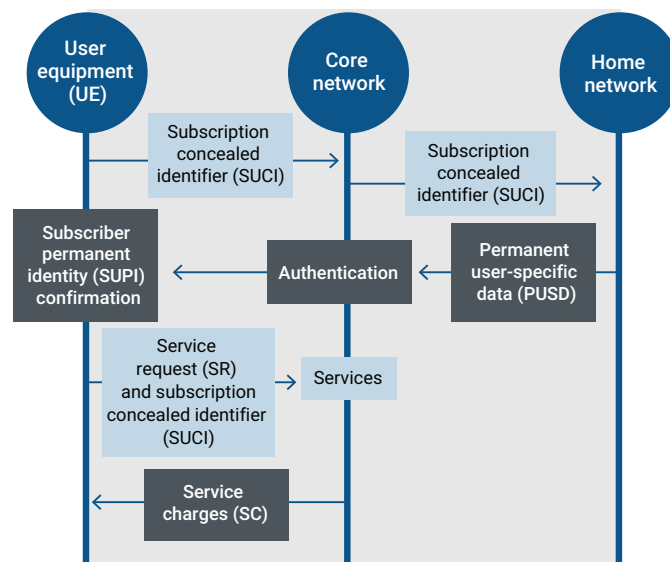 User
equipment
(UE)
Core
network
Home
network
Subscription
concealed
identifier (SUCI)
Subscription
concealed
identifier (SUCI)
Subscriber
permanent
identity (SUPI)
confirmation
Authentication
Permanent
user-specific
data (PUSD)
Service
request (SR)
and subscription
concealed identifier
(SUCI)
Services
Service
charges (SC)